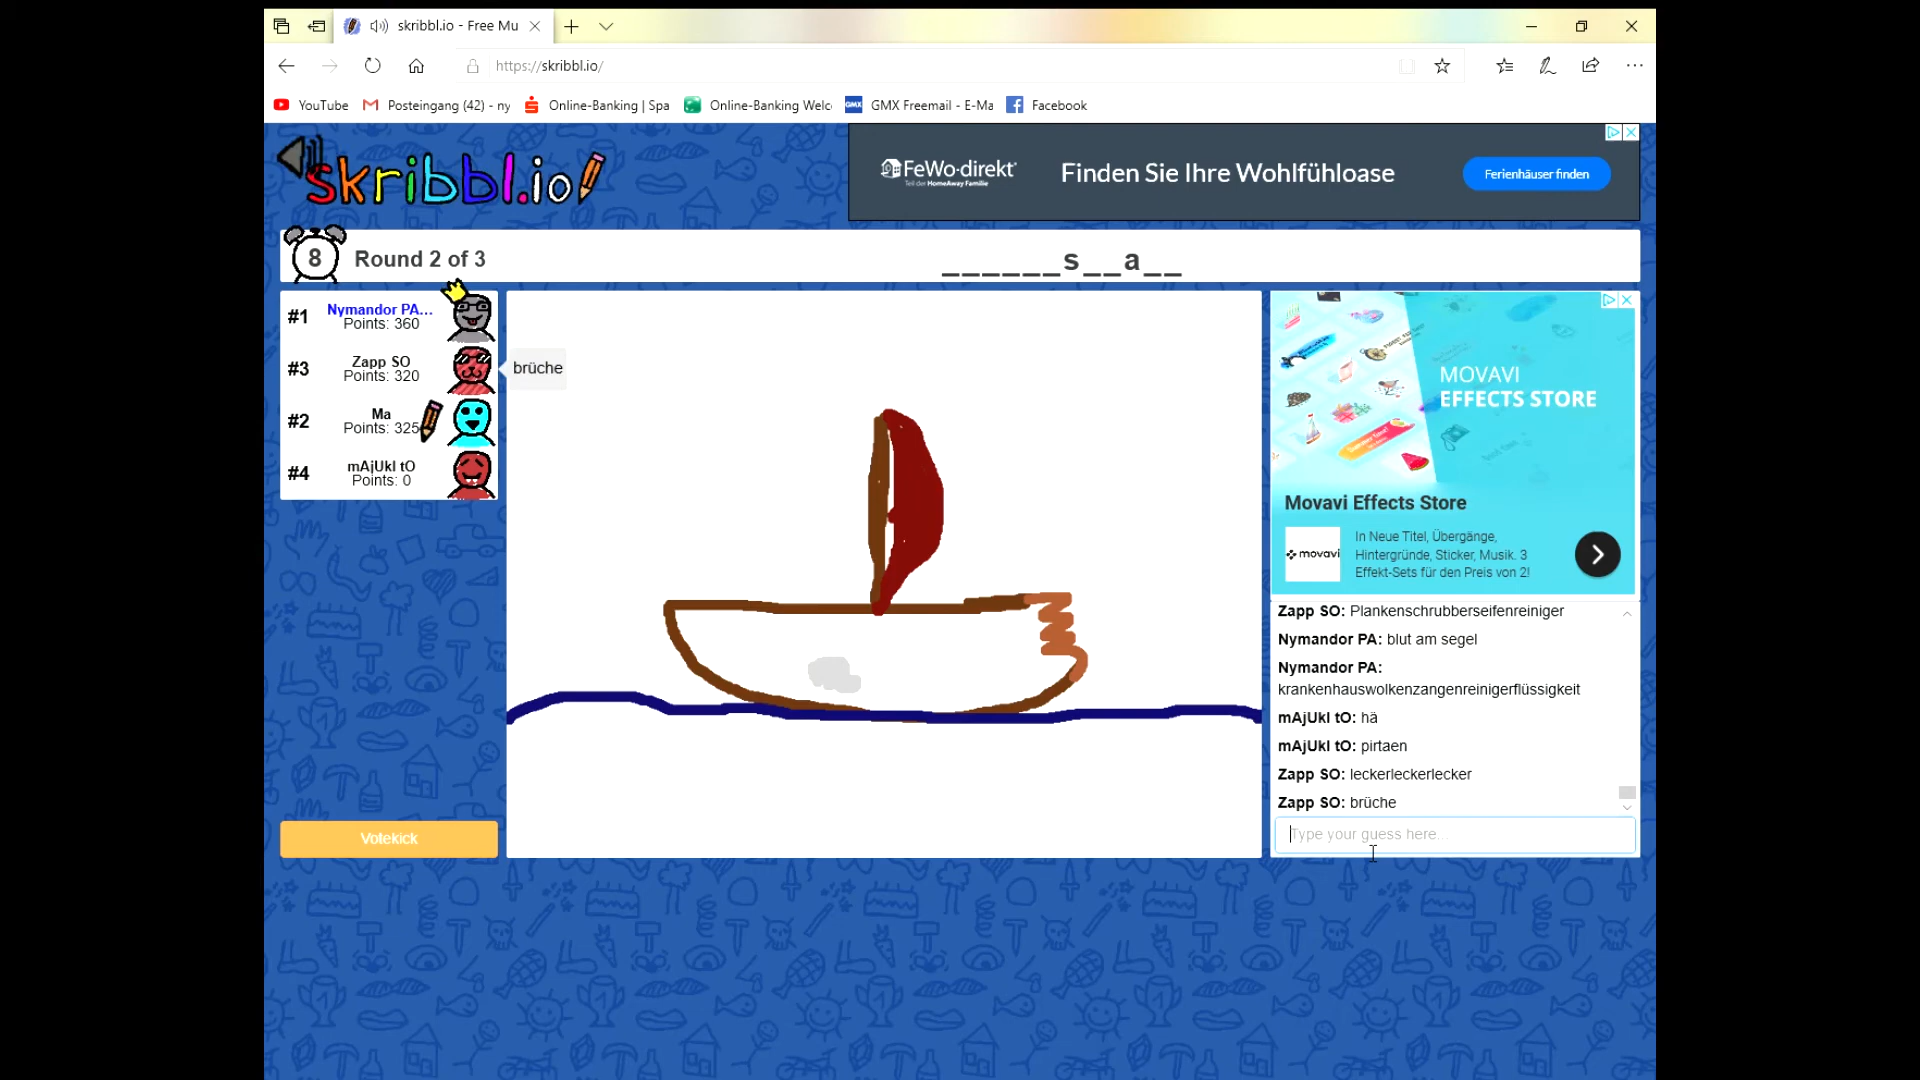 skribbl.io - Free Mu
https://skribbl.io/
YouTube
Posteingang (42) - ny
Online-Banking | Spa
Online-Banking Welc
GMX
GMX Freemail - E-Ma
Facebook
skribbl.io
FeWo-direkt
Teil der HomeAway Familie
Finden Sie Ihre Wohlfühloase
Ferienhäuser finden
8
Round 2 of 3
______s__a__
#1
Nymandor PA...
Points: 360
#3
Zapp SO
Points: 320
brüche
#2
Ma
Points: 325
#4
mAjUkI tO
Points: 0
Votekick
MOVAVI
EFFECTS STORE
Movavi Effects Store
movavi
In Neue Titel, Übergänge,
Hintergründe, Sticker, Musik. 3
Effekt-Sets für den Preis von 2!
Zapp SO: Plankenschrubberseifenreiniger
Nymandor PA: blut am segel
Nymandor PA:
krankenhauswolkenzangenreinigerflüssigkeit
mAjUkI tO: hä
mAjUkI tO: pirtaen
Zapp SO: leckerleckerlecker
Zapp SO: brüche
Type your guess here...